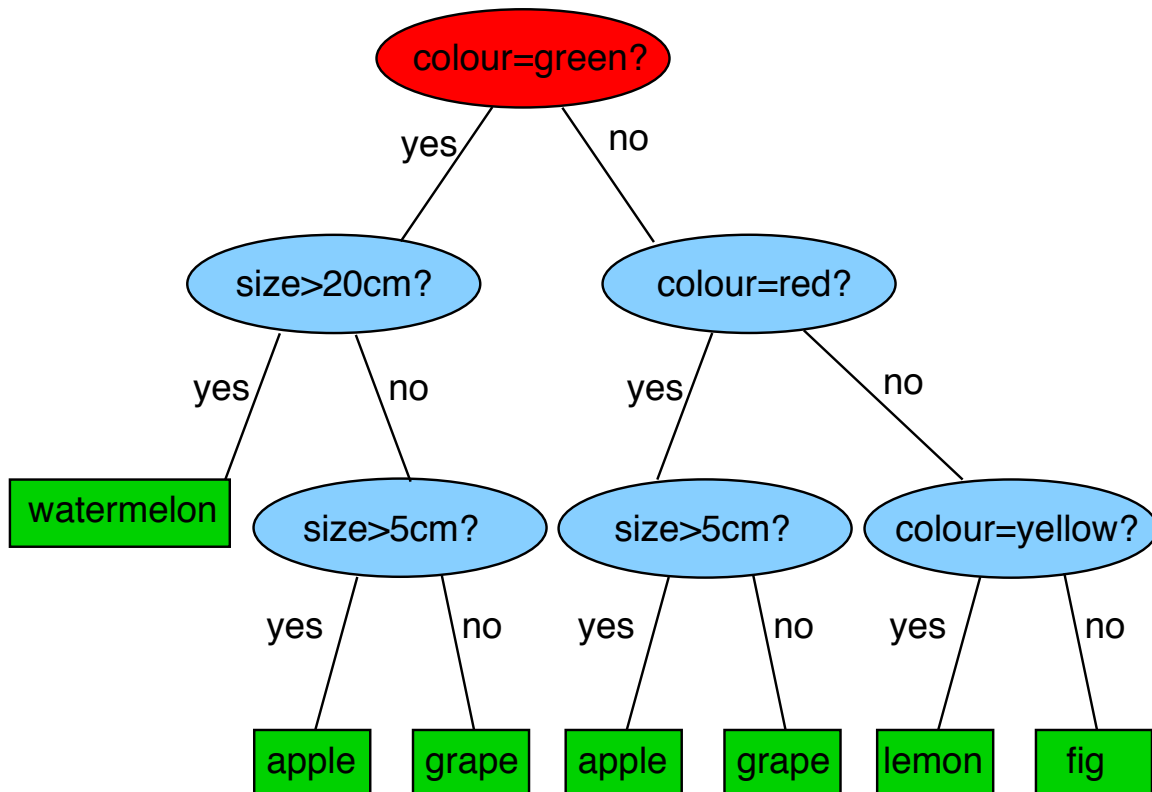 colour=green?
yes
no
size>20cm?
colour=red?
yes
no
yes
no
watermelon
size>5cm?
size>5cm?
colour=yellow?
yes
no
yes
no
yes
no
apple
grape
apple
grape
lemon
fig